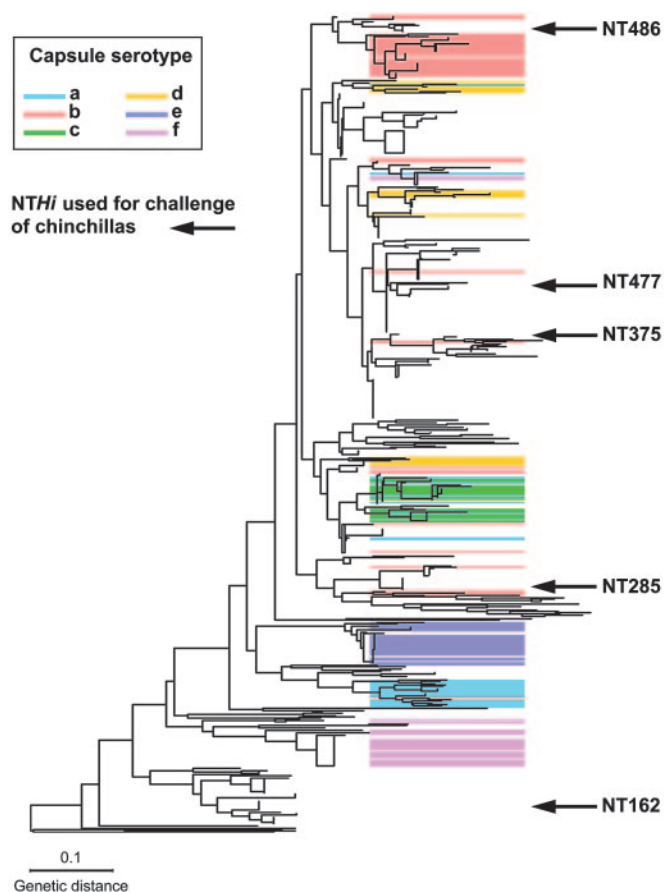 NT486
Capsule serotype
a d
b e
c f
NTHi used for challenge
of chinchillas
NT477
NT375
NT285
NT162
0.1
Genetic distance